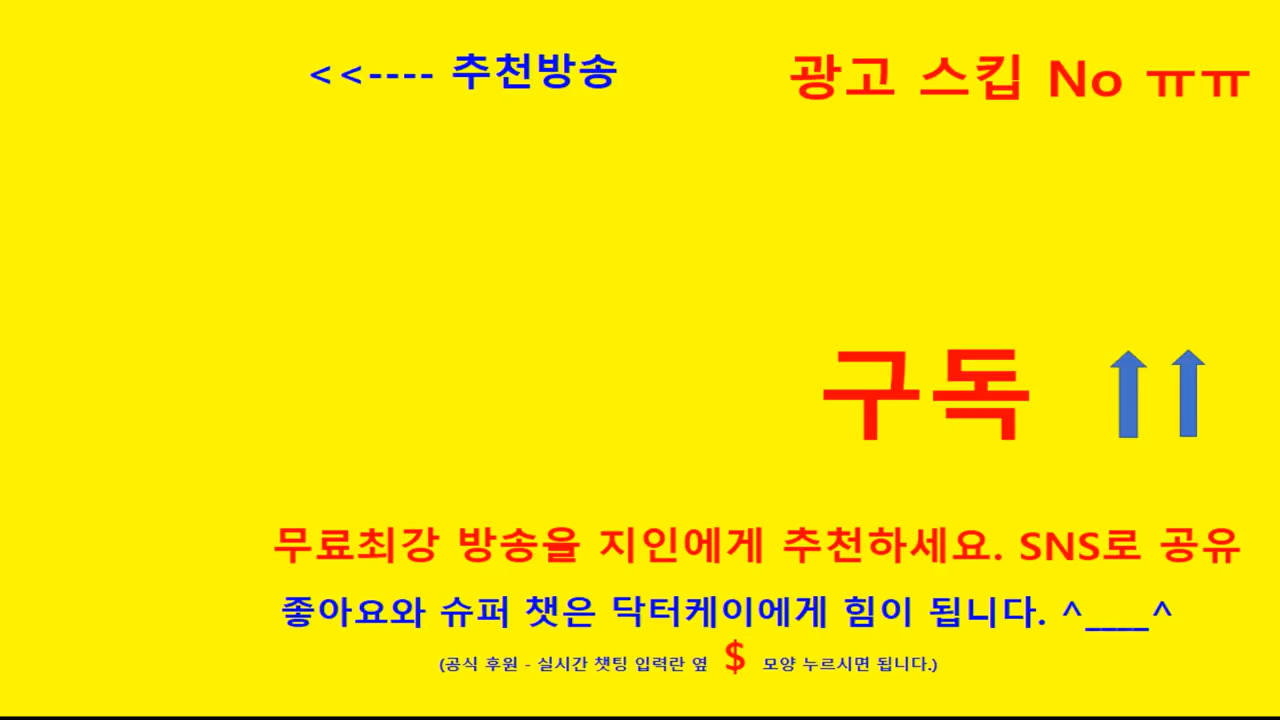 <<---- 추천방송
광고 스킵 No ㅠㅠ
구독
무료최강 방송을 지인에게 추천하세요. SNS로 공유
좋아요와 슈퍼 챗은 닥터케이에게 힘이 됩니다. ^____^
(공식 후원 - 실시간 챗팅 입력란 옆 $ 모양 누르시면 됩니다.)